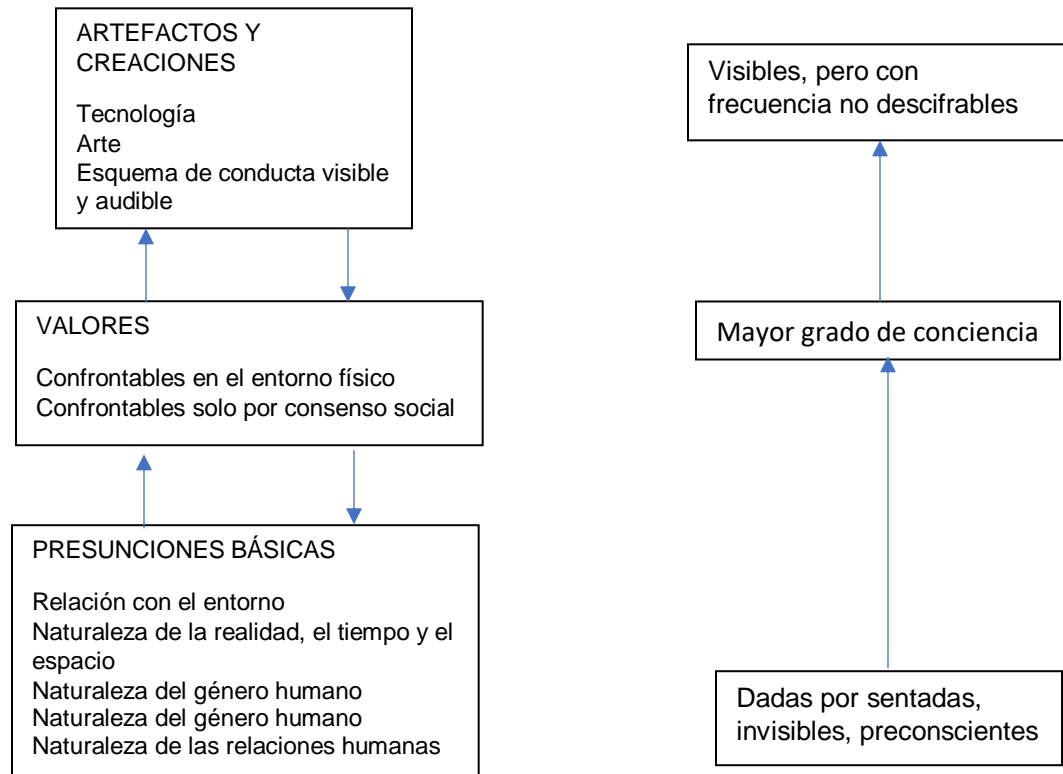 ARTEFACTOS Y
CREACIONES
Tecnología
Arte
Esquema de conducta visible
y audible
Visibles, pero con
frecuencia no descifrables
VALORES
Confrontables en el entorno físico
Confrontables solo por consenso social
Mayor grado de conciencia
PRESUNCIONES BÁSICAS
Relación con el entorno
Naturaleza de la realidad, el tiempo y el
espacio
Naturaleza del género humano
Naturaleza del género humano
Naturaleza de las relaciones humanas
Dadas por sentadas,
invisibles, preconscientes